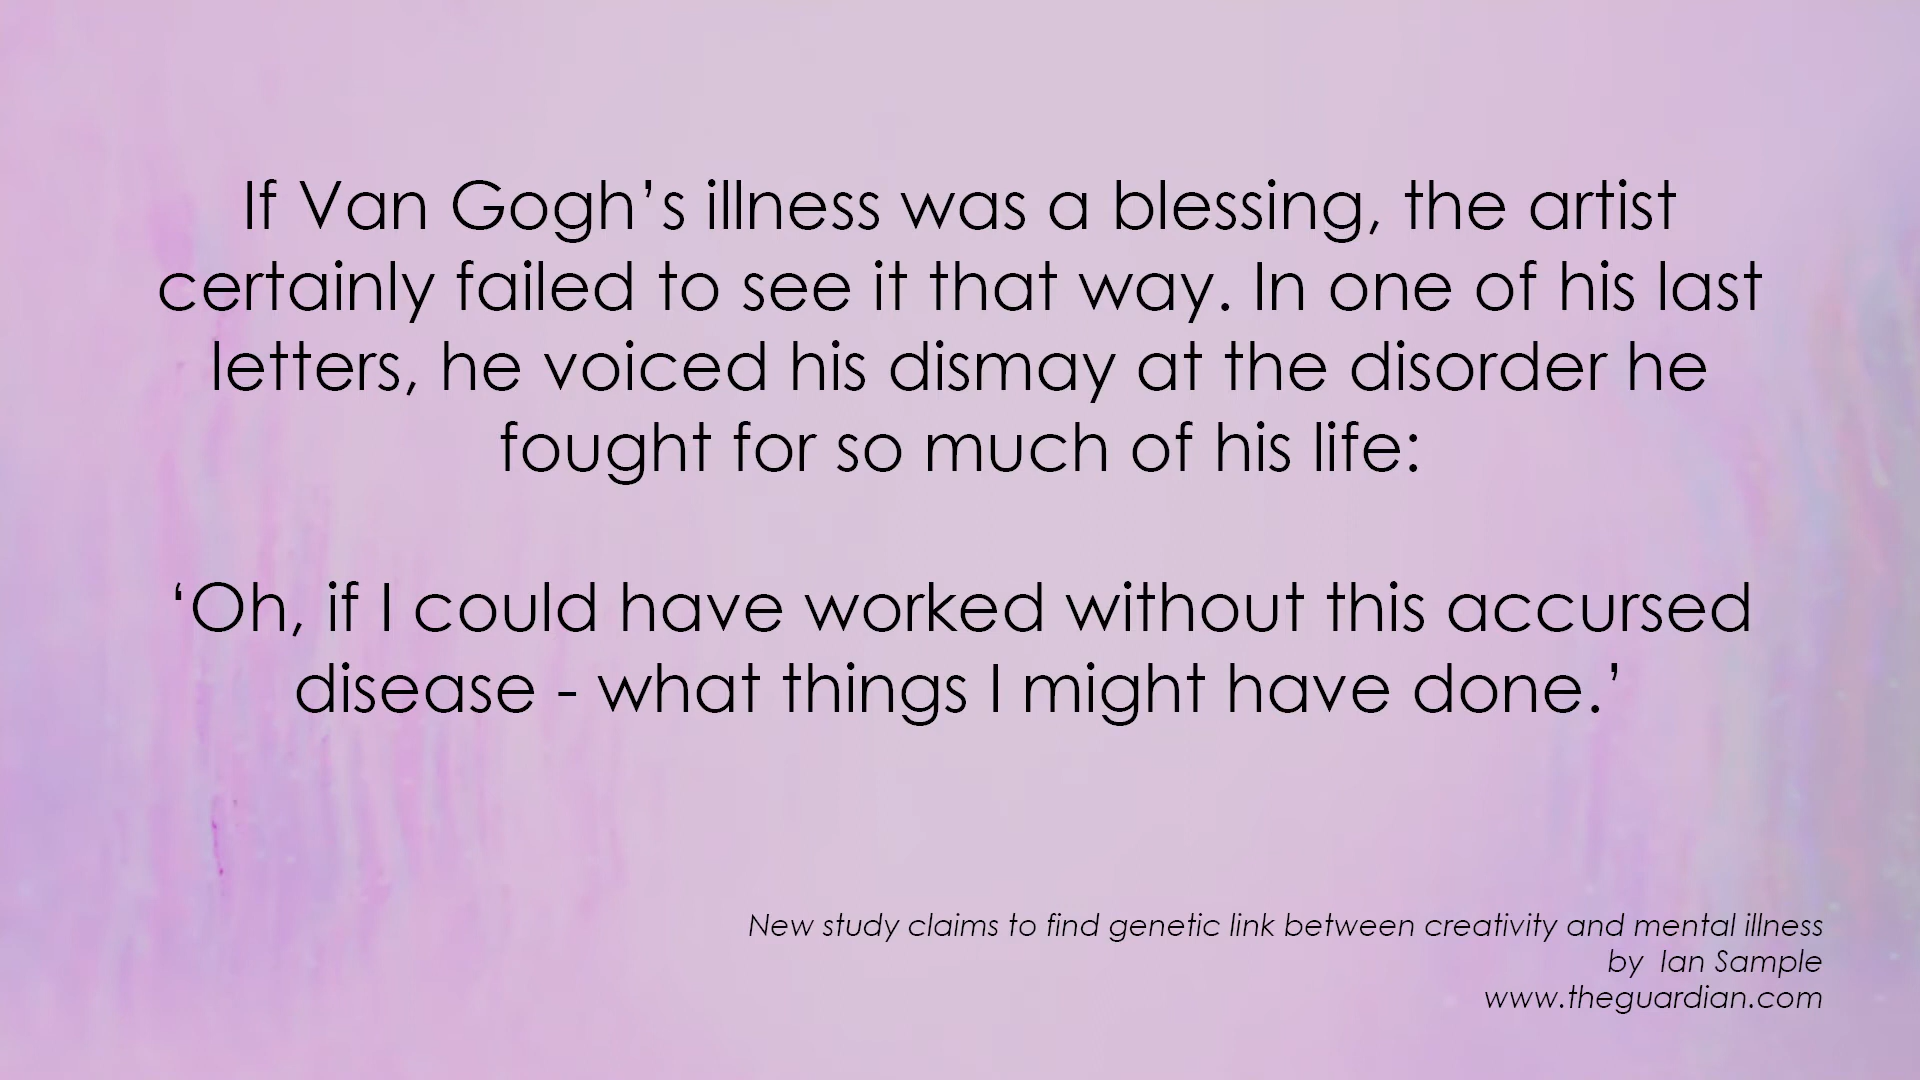 If Van Gogh’s illness was a blessing, the artist
certainly failed to see it that way. In one of his last
letters, he voiced his dismay at the disorder he
fought for so much of his life:
‘Oh, if I could have worked without this accursed
disease - what things I might have done.’
New study claims to find genetic link between creativity and mental illness
by  Ian Sample
www.theguardian.com